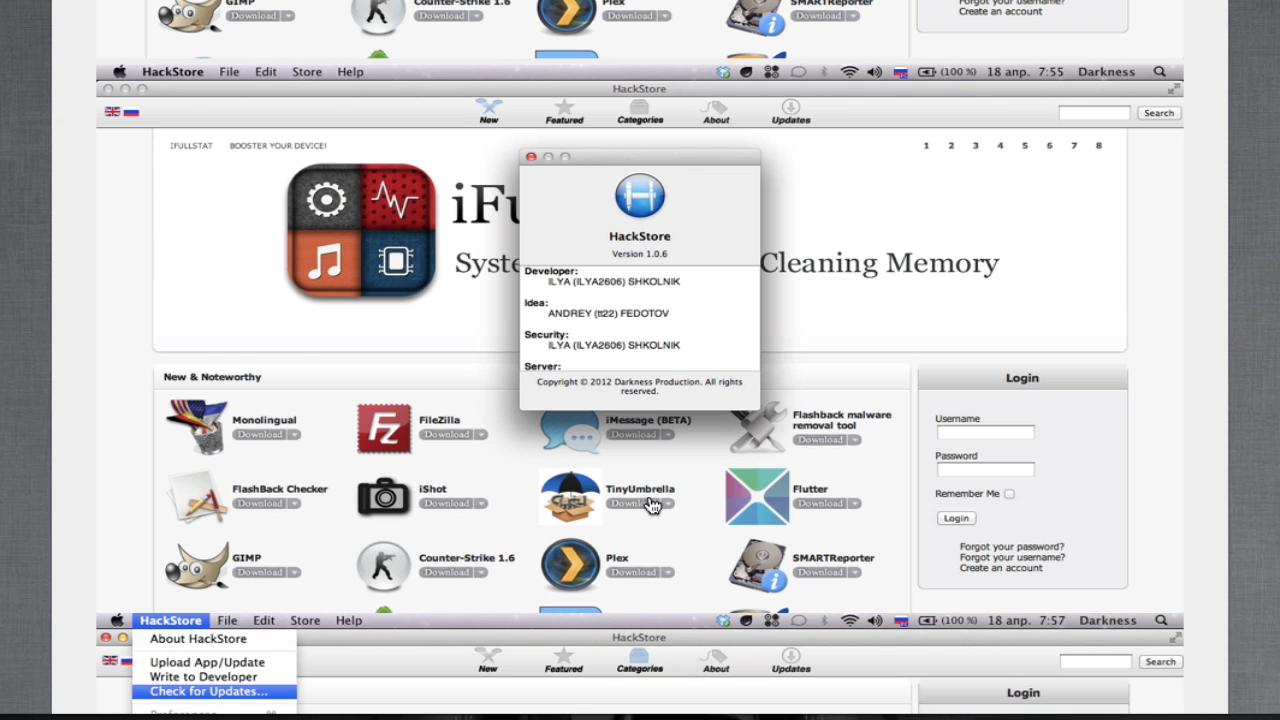 GIMP
Download
Counter-Strike 1.6
Download
Plex
Download
SMARTReporter
Download
Forgot your username?
Create an account
HackStore File Edit Store Help
(100 %) 18 апр. 7:55 Darkness
HackStore
New Featured Categories About Updates
Search
IFULLSTAT BOOSTER YOUR DEVICE!
1 2 3 4 5 6 7 8
Cleaning Memory
HackStore
Version 1.0.6
Developer:
ILYA (ILYA2606) SHKOLNIK
Idea:
ANDREY (tt22) FEDOTOV
Security:
ILYA (ILYA2606) SHKOLNIK
Server:
Copyright © 2012 Darkness Production. All rights
reserved.
New & Noteworthy
Monolingual
Download
FileZilla
Download
iMessage (BETA)
Download
Flashback malware
removal tool
Download
FlashBack Checker
Download
iShot
Download
TinyUmbrella
Download
Flutter
Download
GIMP
Download
Counter-Strike 1.6
Download
Plex
Download
SMARTReporter
Download
Login
Username
Password
Remember Me
Login
Forgot your password?
Forgot your username?
Create an account
HackStore File Edit Store Help
(100 %) 18 апр. 7:57 Darkness
HackStore
About HackStore
Upload App/Update
Write to Developer
Check for Updates...
New Featured Categories About Updates
Search
Login